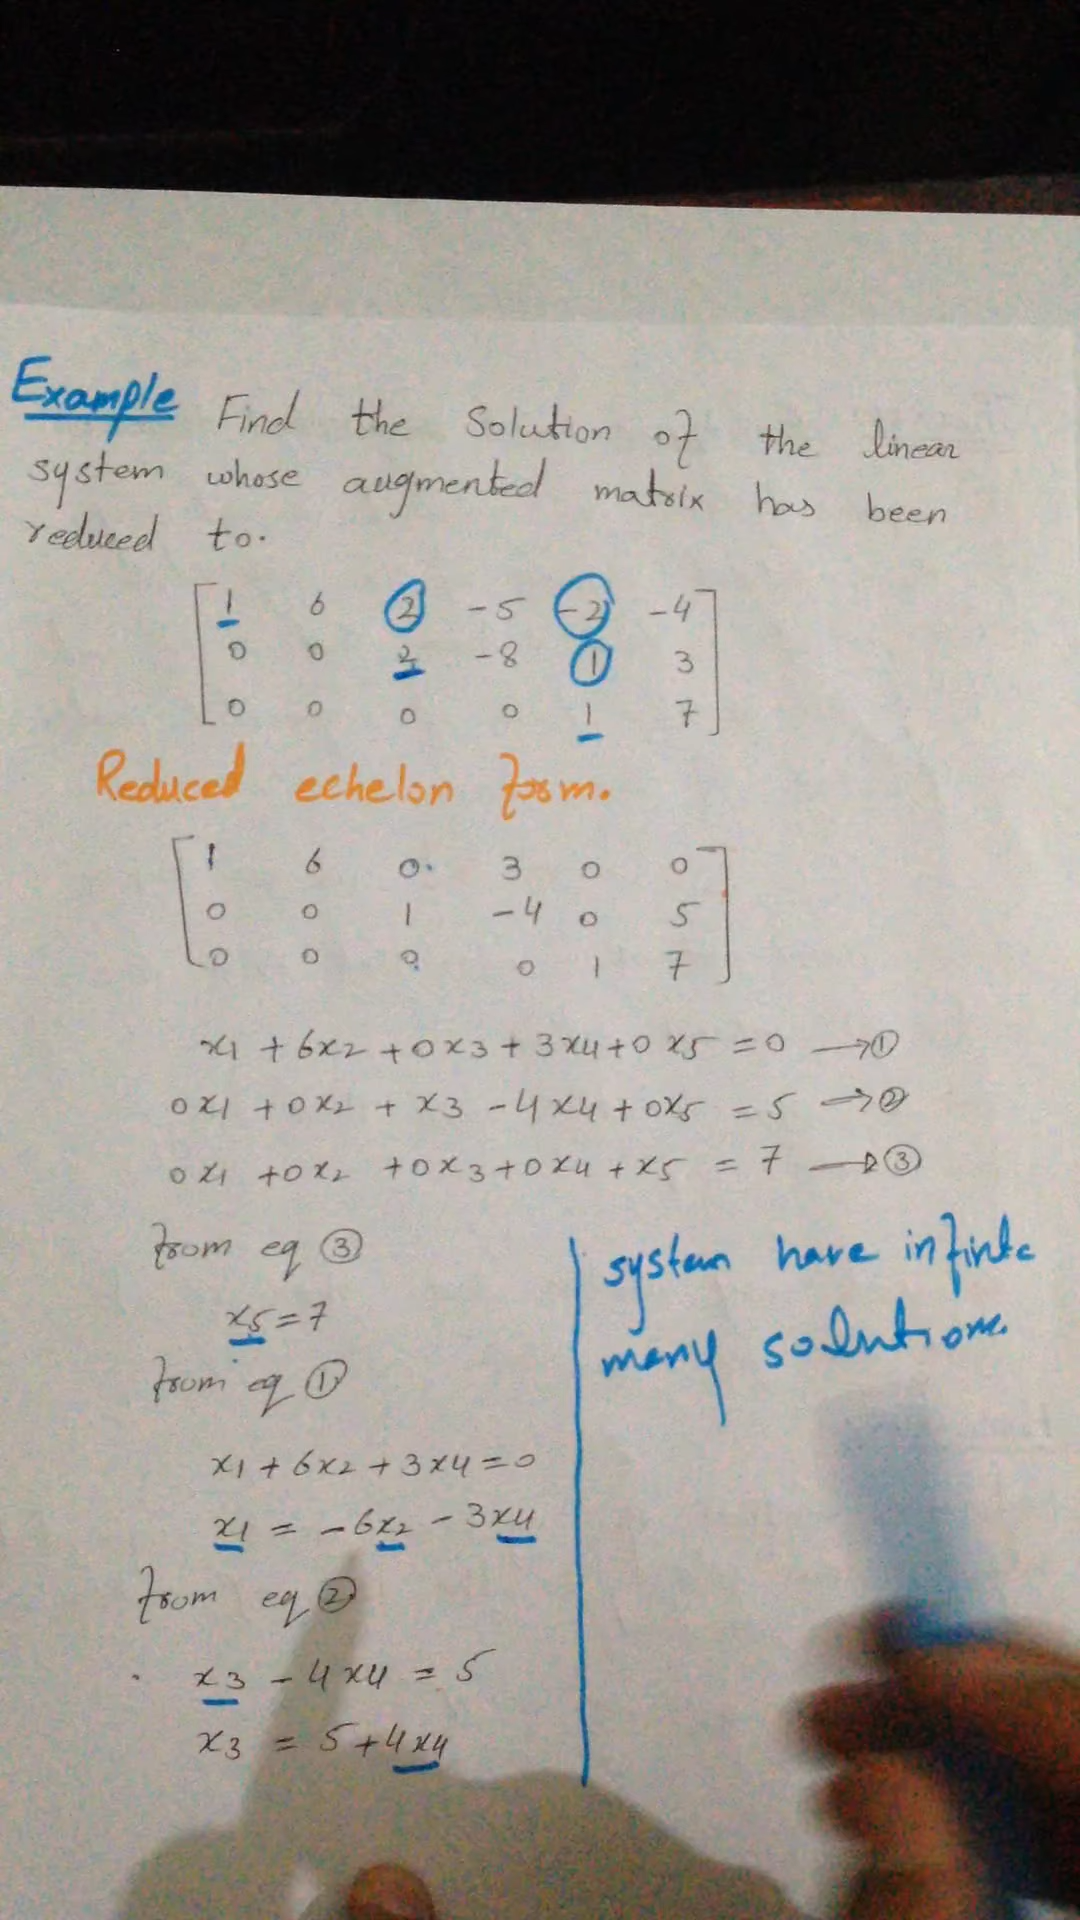 Example Find the Solution of the linear
system whose augmented matrix has been
reduced to.
1 6 2 -5 -2 -4
0 0 2 -8 1 3
0 0 0 0 1 7
Reduced echelon form.
1 6 0 3 0 0
0 0 1 -4 0 5
0 0 0 0 1 7
x1 + 6x2 + 0x3 + 3x4 + 0x5 = 0 → ①
0x1 + 0x2 + x3 - 4x4 + 0x5 = 5 → ②
0x1 + 0x2 + 0x3 + 0x4 + x5 = 7 → ③
from eq ③
x5 = 7
from eq ①
x1 + 6x2 + 3x4 = 0
x1 = -6x2 - 3x4
from eq ②
x3 - 4x4 = 5
x3 = 5 + 4x4
system have infinite
many solution.